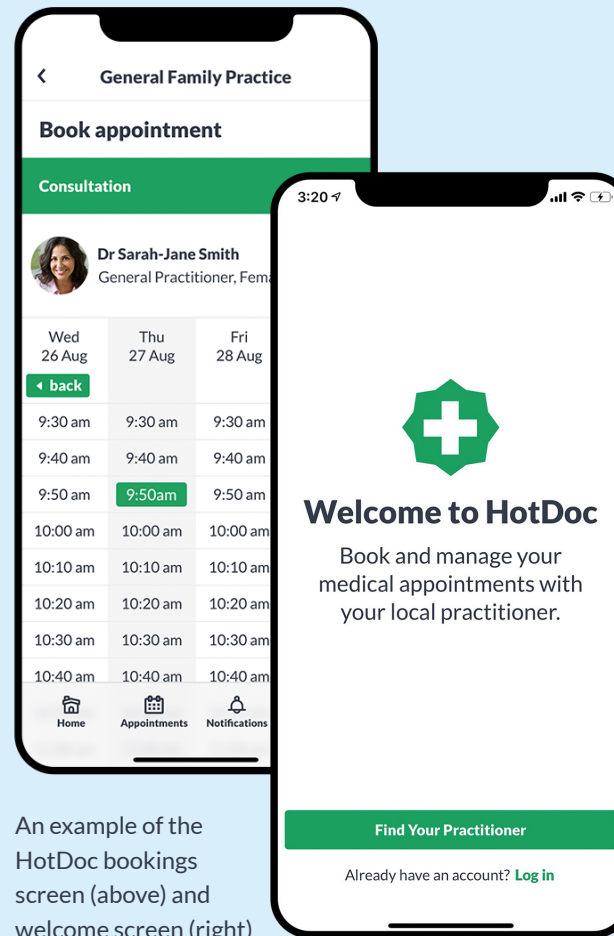 General Family Practice
Book appointment
Consultation
Dr Sarah-Jane Smith
General Practitioner, Fema
Wed Thu Fri
26 Aug 27 Aug 28 Aug
back
9:30 am 9:30 am 9:30 am
9:40 am 9:40 am 9:40 am
9:50 am 9:50am 9:50 am
10:00 am 10:00 am 10:00 am
10:10 am 10:10 am 10:10 am
10:20 am 10:20 am 10:20 am
10:30 am 10:30 am 10:30 am
10:40 am 10:40 am 10:40 am
Home Appointments Notifications
3:20
Welcome to HotDoc
Book and manage your
medical appointments with
your local practitioner.
Find Your Practitioner
Already have an account? Log in
An example of the
HotDoc bookings
screen (above) and
welcome screen (right)